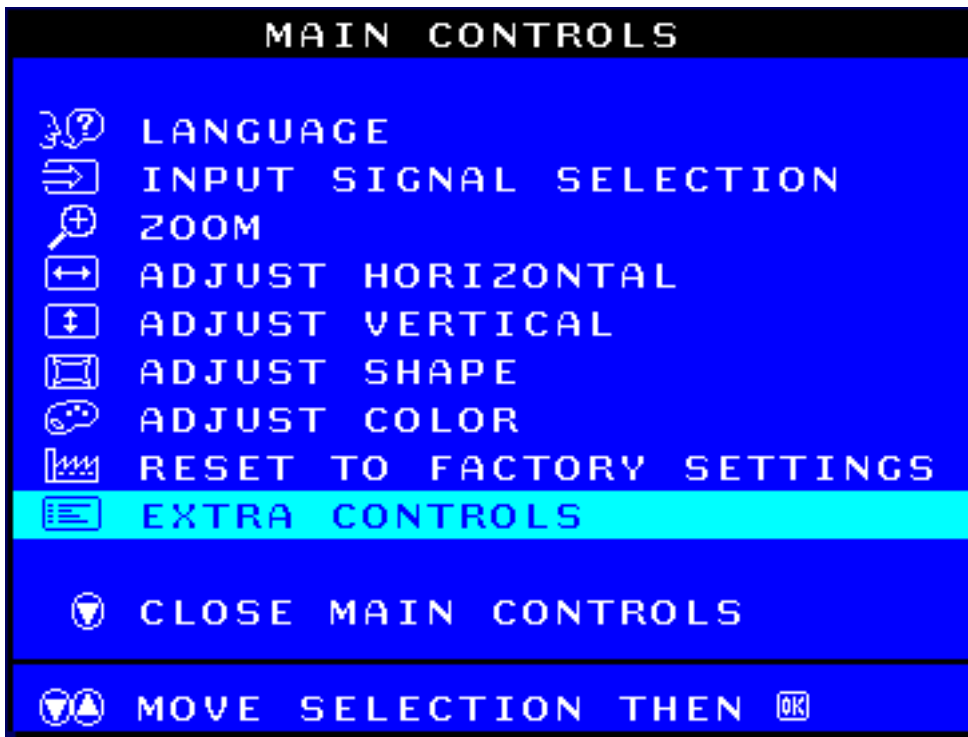 MAIN CONTROLS
LANGUAGE
INPUT SIGNAL SELECTION
ZOOM
ADJUST HORIZONTAL
ADJUST VERTICAL
ADJUST SHAPE
ADJUST COLOR
RESET TO FACTORY SETTINGS
EXTRA CONTROLS
CLOSE MAIN CONTROLS
MOVE SELECTION THEN OK